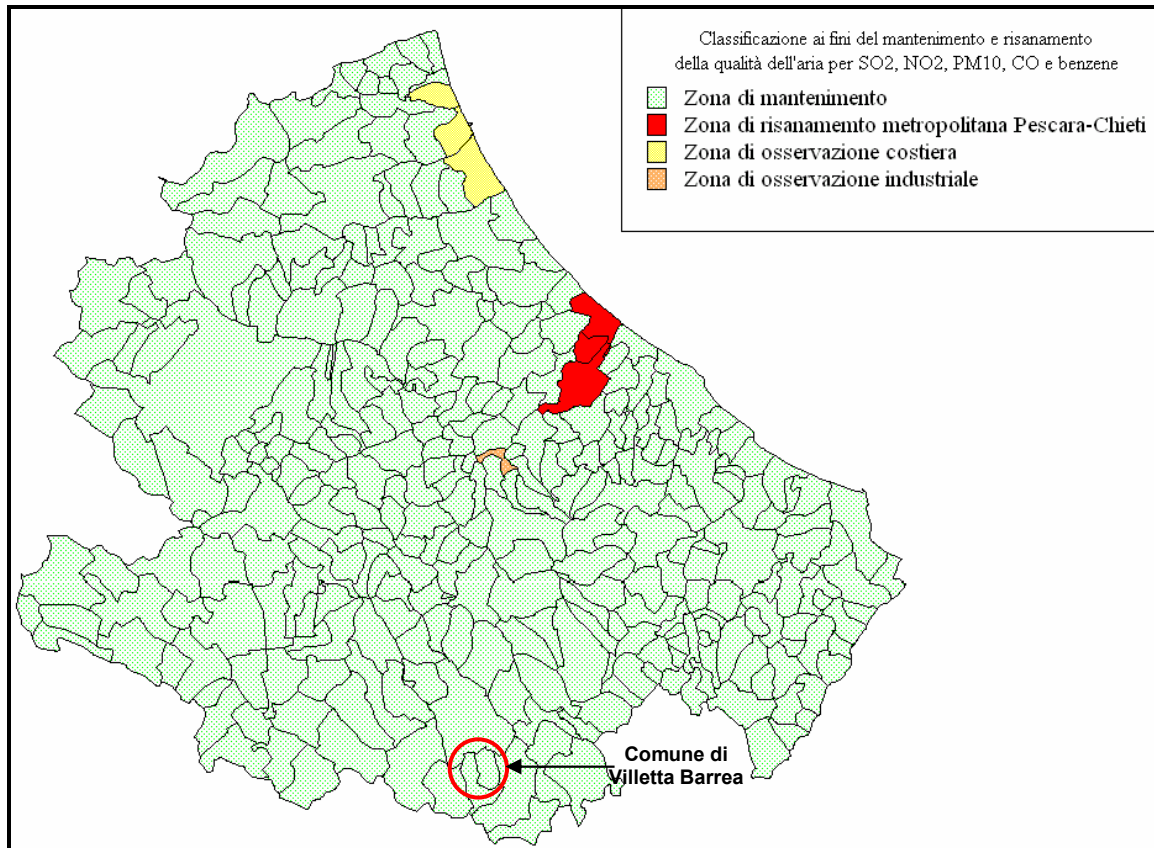 Classificazione ai fini del mantenimento e risanamento
della qualità dell'aria per SO2, NO2, PM10, CO e benzene
Zona di mantenimento
Zona di risanamemto metropolitana Pescara-Chieti
Zona di osservazione costiera
Zona di osservazione industriale
Comune di
Villetta Barrea